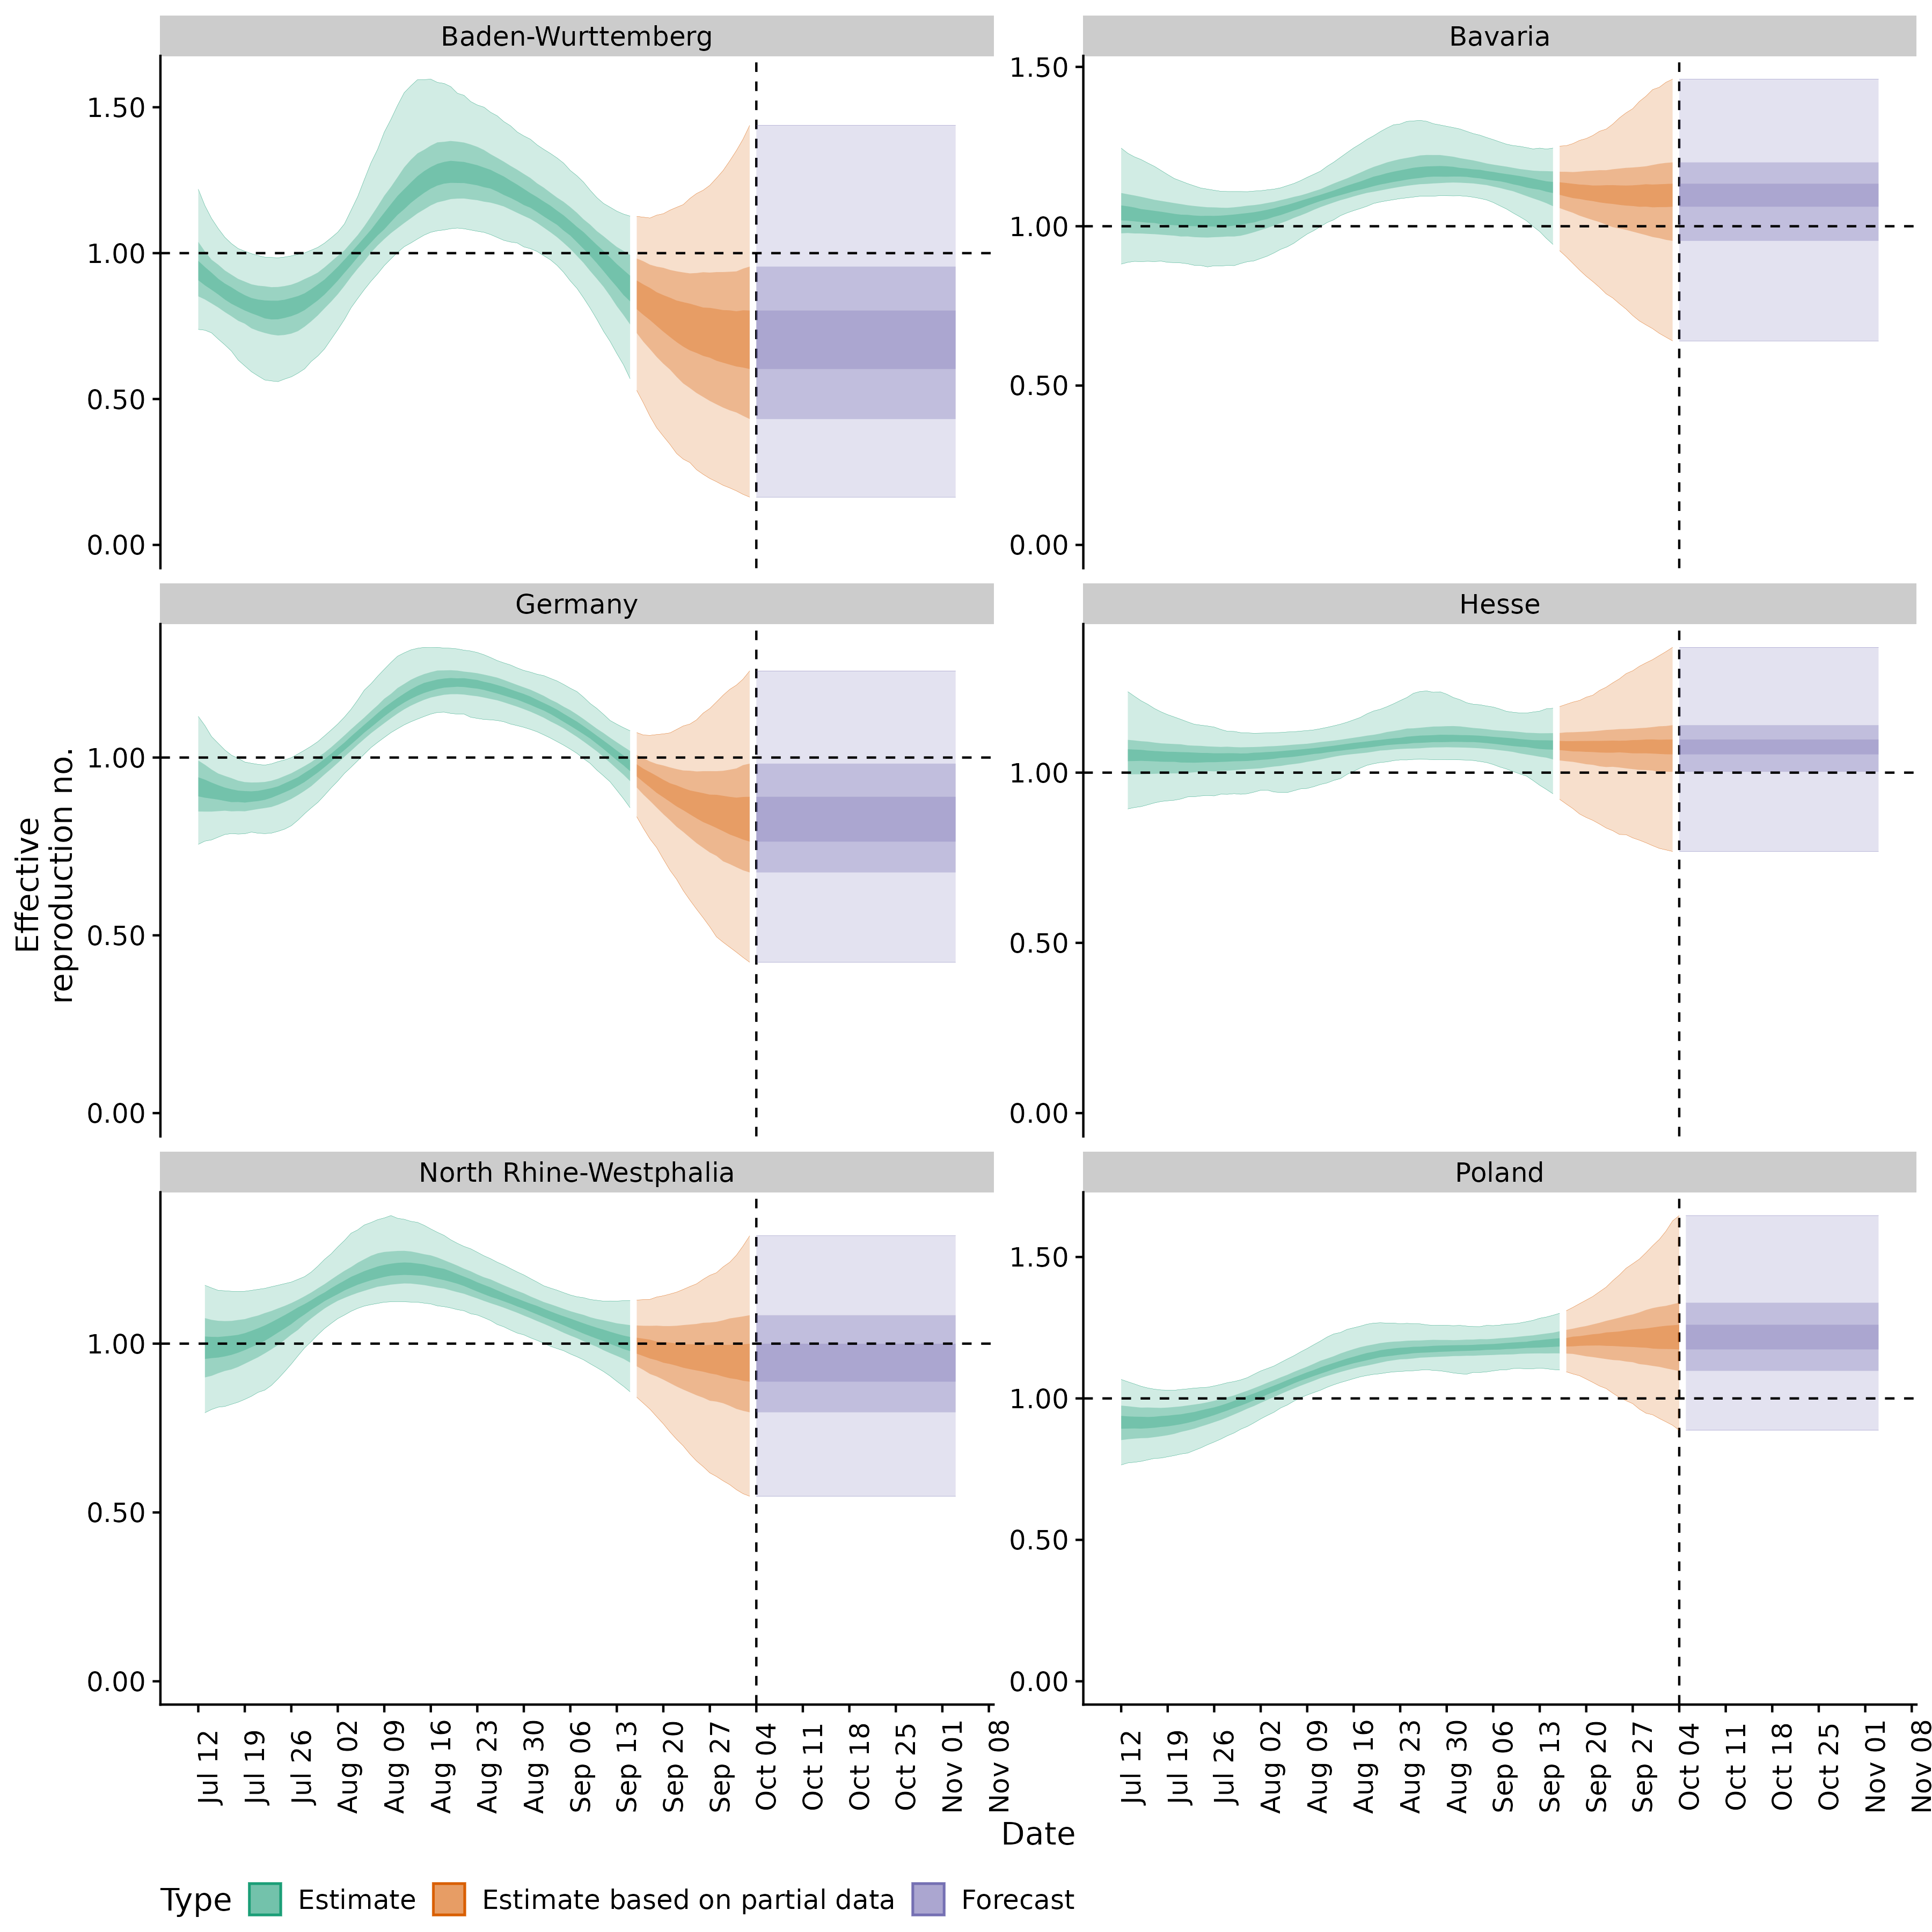 Baden-Wurttemberg
1.50
1.00
0.50
0.00
Bavaria
1.50
1.00
0.50
0.00
Germany
1.00
0.50
0.00
Hesse
1.00
0.50
0.00
North Rhine-Westphalia
1.00
0.50
0.00
Poland
1.50
1.00
0.50
0.00
Effective
reproduction no.
Jul 12
Jul 19
Jul 26
Aug 02
Aug 09
Aug 16
Aug 23
Aug 30
Sep 06
Sep 13
Sep 20
Sep 27
Oct 04
Oct 11
Oct 18
Oct 25
Nov 01
Nov 08
Jul 12
Jul 19
Jul 26
Aug 02
Aug 09
Aug 16
Aug 23
Aug 30
Sep 06
Sep 13
Sep 20
Sep 27
Oct 04
Oct 11
Oct 18
Oct 25
Nov 01
Nov 08
Date
Type Estimate Estimate based on partial data Forecast